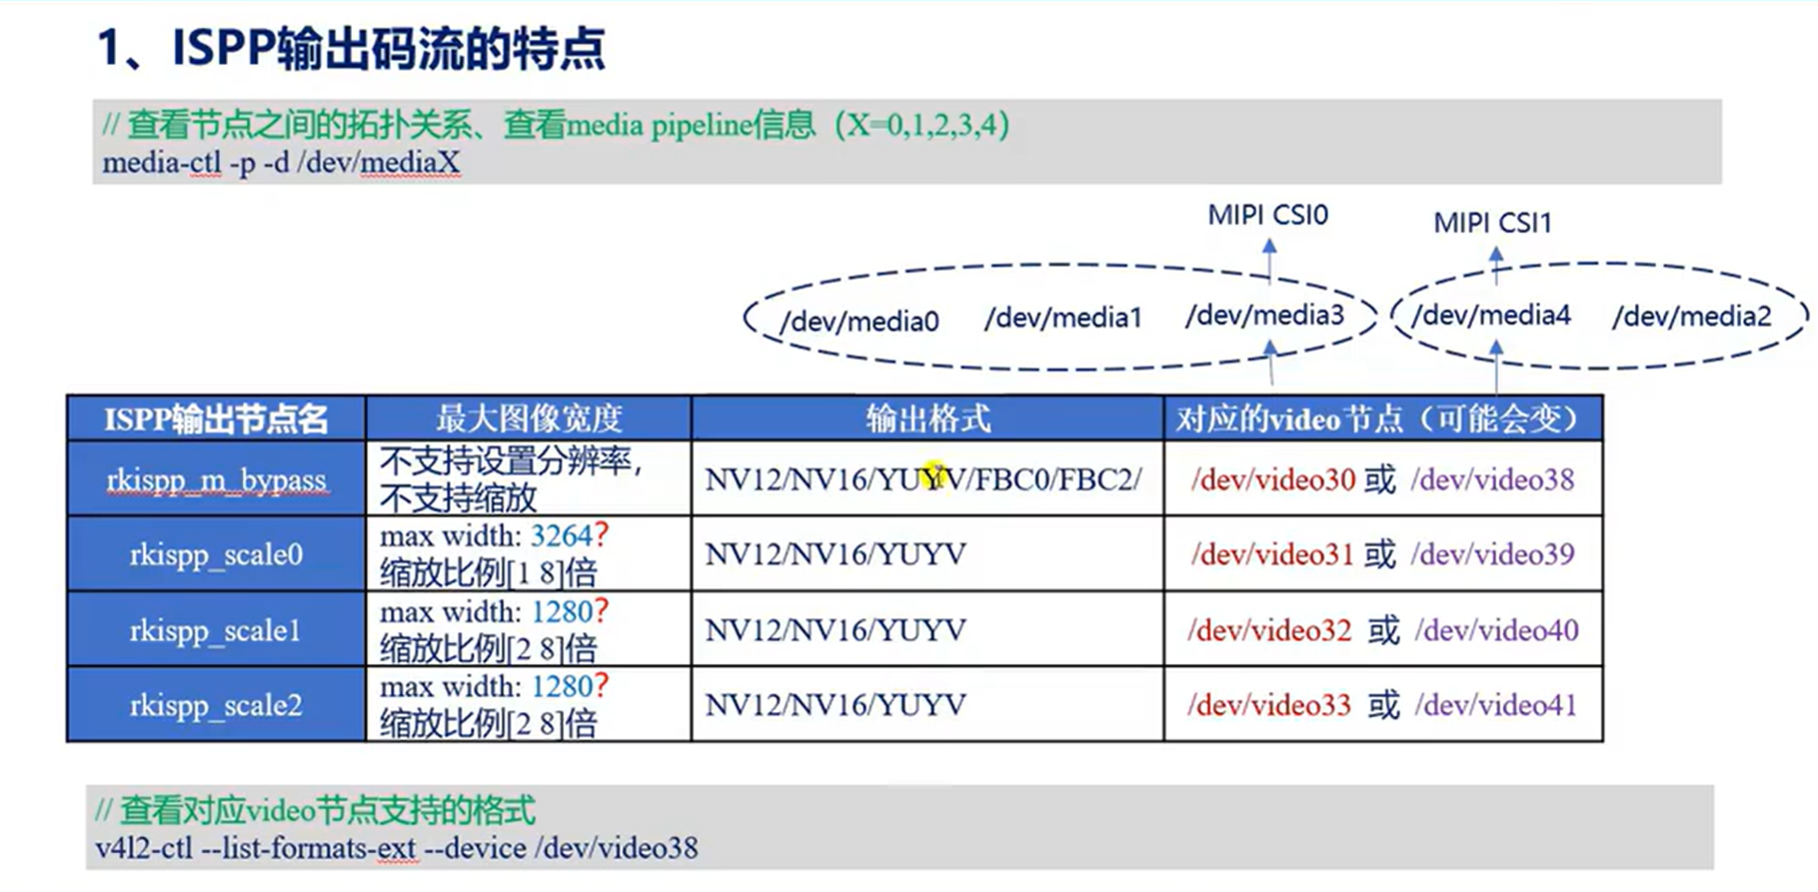 1、ISPP输出码流的特点
// 查看节点之间的拓扑关系、查看media pipeline信息（X=0,1,2,3,4）
media-ctl -p -d /dev/mediaX
MIPI CSI0
MIPI CSI1
/dev/media0
/dev/media1
/dev/media3
/dev/media4
/dev/media2
ISPP输出节点名
最大图像宽度
输出格式
对应的video节点（可能会变）
rkispp_m_bypass
不支持设置分辨率，
不支持缩放
NV12/NV16/YUYV/FBC0/FBC2/
/dev/video30 或 /dev/video38
rkispp_scale0
max width: 3264?
缩放比例[1 8]倍
NV12/NV16/YUYV
/dev/video31 或 /dev/video39
rkispp_scale1
max width: 1280?
缩放比例[2 8]倍
NV12/NV16/YUYV
/dev/video32 或 /dev/video40
rkispp_scale2
max width: 1280?
缩放比例[2 8]倍
NV12/NV16/YUYV
/dev/video33 或 /dev/video41
// 查看对应video节点支持的格式
v4l2-ctl --list-formats-ext --device /dev/video38